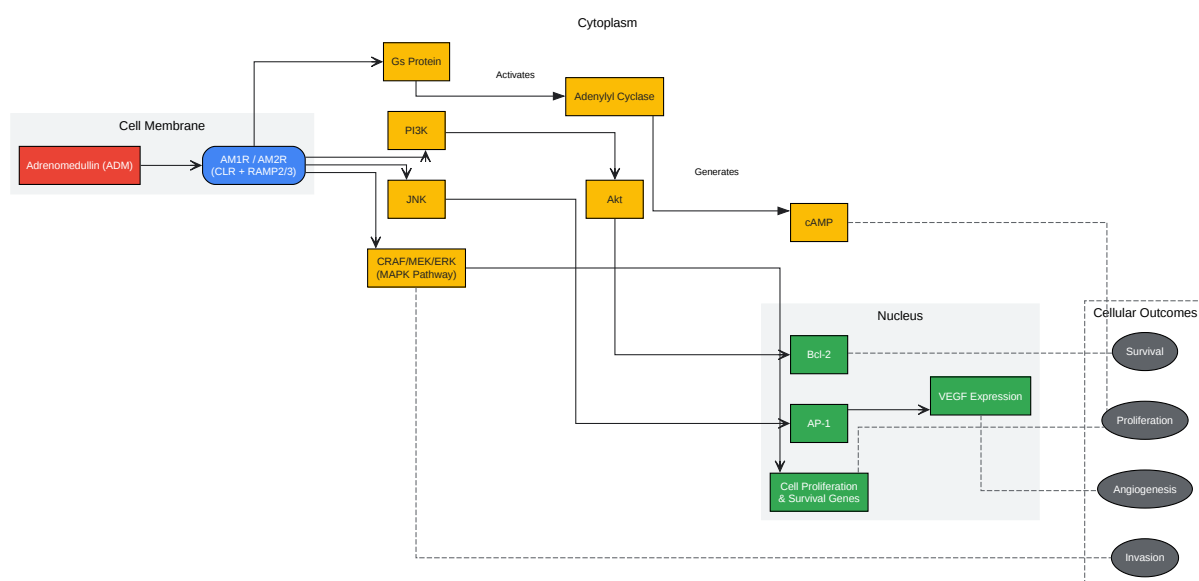 Cytoplasm
Gs Protein
Activates
Adenylyl Cyclase
Cell Membrane
PI3K
Adrenomedullin (ADM)
AM1R / AM2R
(CLR + RAMP2/3)
Generates
JNK
Akt
cAMP
CRAF/MEK/ERK
(MAPK Pathway)
Nucleus
Cellular Outcomes
Bcl-2
Survival
VEGF Expression
AP-1
Proliferation
Cell Proliferation
& Survival Genes
Angiogenesis
Invasion